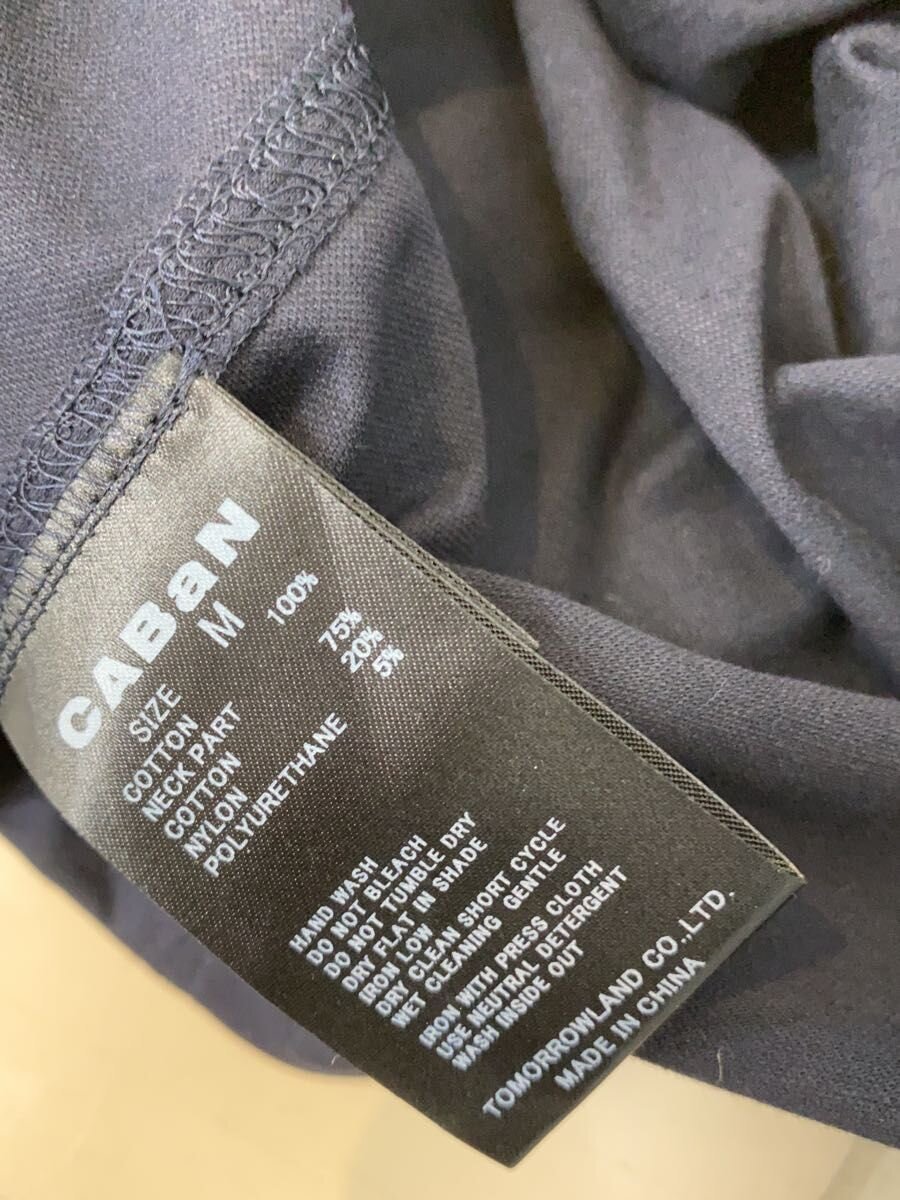 CABaN
SIZE M
COTTON 100%
NECK PART
COTTON 75%
NYLON 20%
POLYURETHANE 5%
HAND WASH
DO NOT BLEACH
DO NOT TUMBLE DRY
DRY FLAT IN SHADE
IRON LOW
DRY CLEAN SHORT CYCLE
WET CLEANING GENTLE
IRON WITH PRESS CLOTH
USE NEUTRAL DETERGENT
WASH INSIDE OUT
TOMORROWLAND CO.,LTD.
MADE IN CHINA